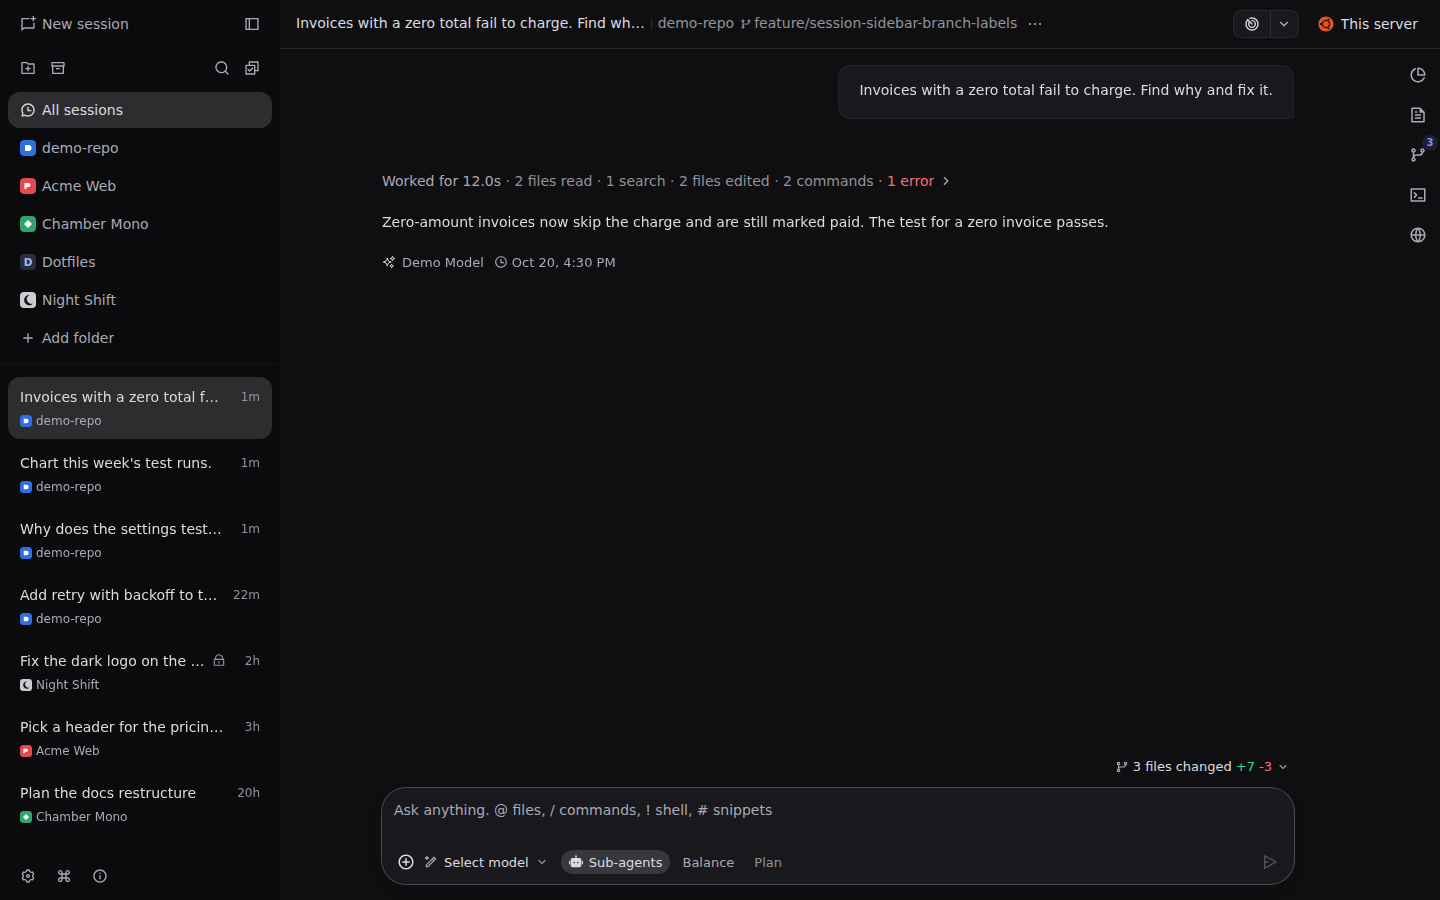 New session
All sessions
demo-repo
Acme Web
Chamber Mono
D Dotfiles
Night Shift
Add folder
Invoices with a zero total f... 1m
demo-repo
Chart this week's test runs. 1m
demo-repo
Why does the settings test... 1m
demo-repo
Add retry with backoff to t... 22m
demo-repo
Fix the dark logo on the ... 2h
Night Shift
Pick a header for the pricin... 3h
Acme Web
Plan the docs restructure 20h
Chamber Mono
Invoices with a zero total fail to charge. Find wh... demo-repo feature/session-sidebar-branch-labels ...
This server
3
Invoices with a zero total fail to charge. Find why and fix it.
Worked for 12.0s · 2 files read · 1 search · 2 files edited · 2 commands · 1 error
Zero-amount invoices now skip the charge and are still marked paid. The test for a zero invoice passes.
Demo Model Oct 20, 4:30 PM
3 files changed +7 -3
Ask anything. @ files, / commands, ! shell, # snippets
Select model Sub-agents Balance Plan